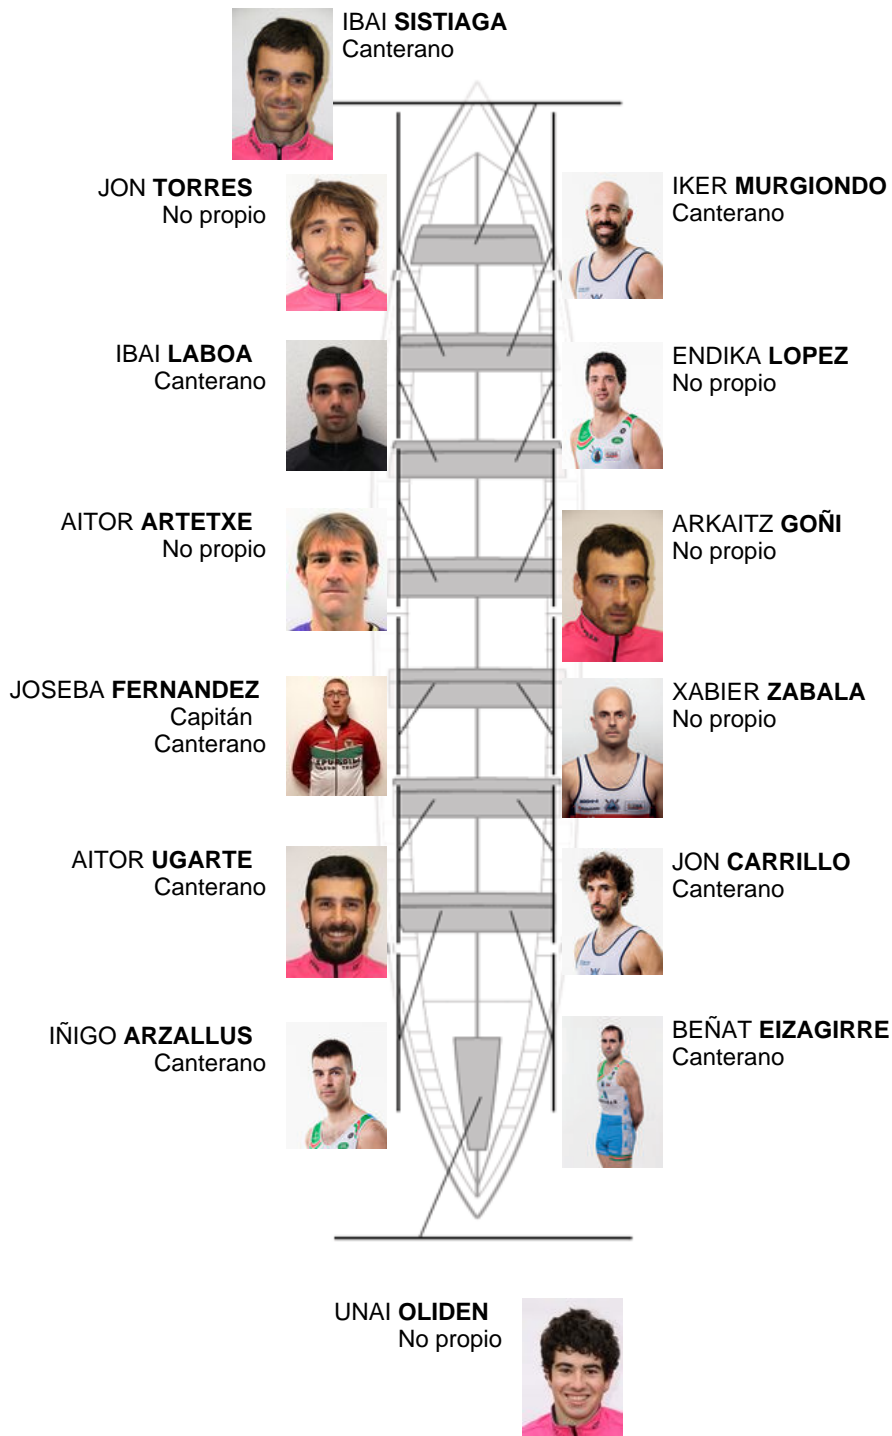 IBAI SISTIAGA
Canterano
JON TORRES
No propio
IKER MURGIONDO
Canterano
IBAI LABOA
Canterano
ENDIKA LOPEZ
No propio
AITOR ARTETXE
No propio
ARKAITZ GOÑI
No propio
JOSEBA FERNANDEZ
Capitán
Canterano
XABIER ZABALA
No propio
AITOR UGARTE
Canterano
JON CARRILLO
Canterano
IÑIGO ARZALLUS
Canterano
BEÑAT EIZAGIRRE
Canterano
UNAI OLIDEN
No propio